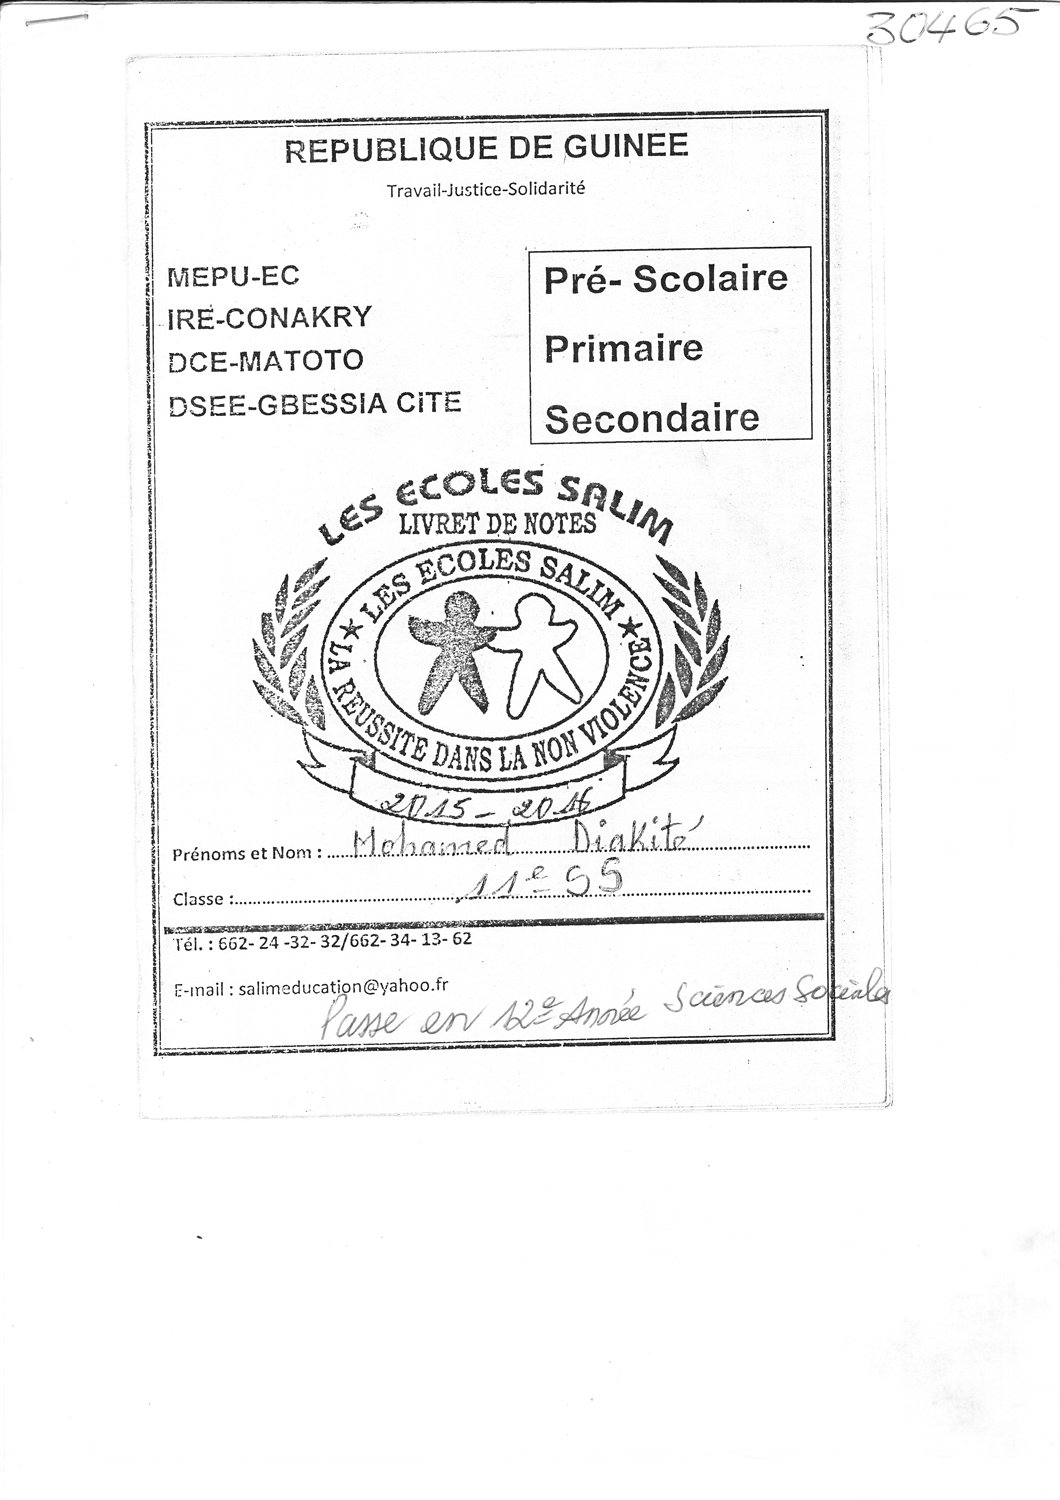 30465
REPUBLIQUE DE GUINEE
Travail-Justice-Solidarité
MEPU-EC
IRE-CONAKRY
DCE-MATOTO
DSEE-GBESSIA CiTE
Pré- Scolaire
Primaire
Secondaire
LES ECOLES SALIM
LIVRET DE NOTES
LES ECOLES SALIM
LA REUSSITE DANS LA NON VIOLENCE
2015 - 2016
Prénoms et Nom : Mohamed Diakité
Classe : 11e SS
Tél. : 662- 24 -32- 32/662- 34- 13- 62
E-mail : salimeducation@yahoo.fr
Passe en 12e Année Sciences Sociales